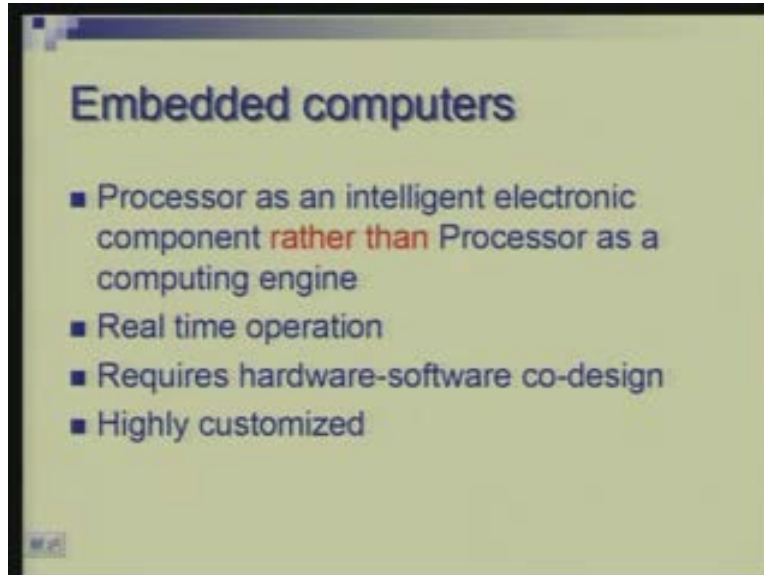 Embedded computers
Processor as an intelligent electronic
component rather than Processor as a
computing engine
Real time operation
Requires hardware-software co-design
Highly customized